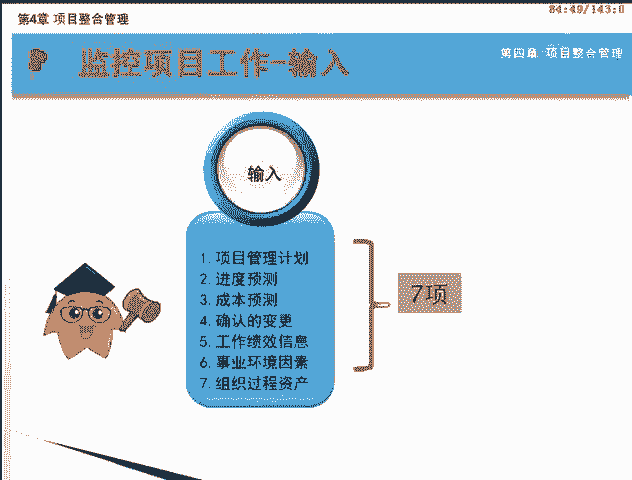 第4章 项目整合管理
84:49/143:0
监控项目工作-输入
第四章 项目整合管理
输入
1.项目管理计划
2.进度预测
3.成本预测
4.确认的变更
5.工作绩效信息
6.事业环境因素
7.组织过程资产
7项